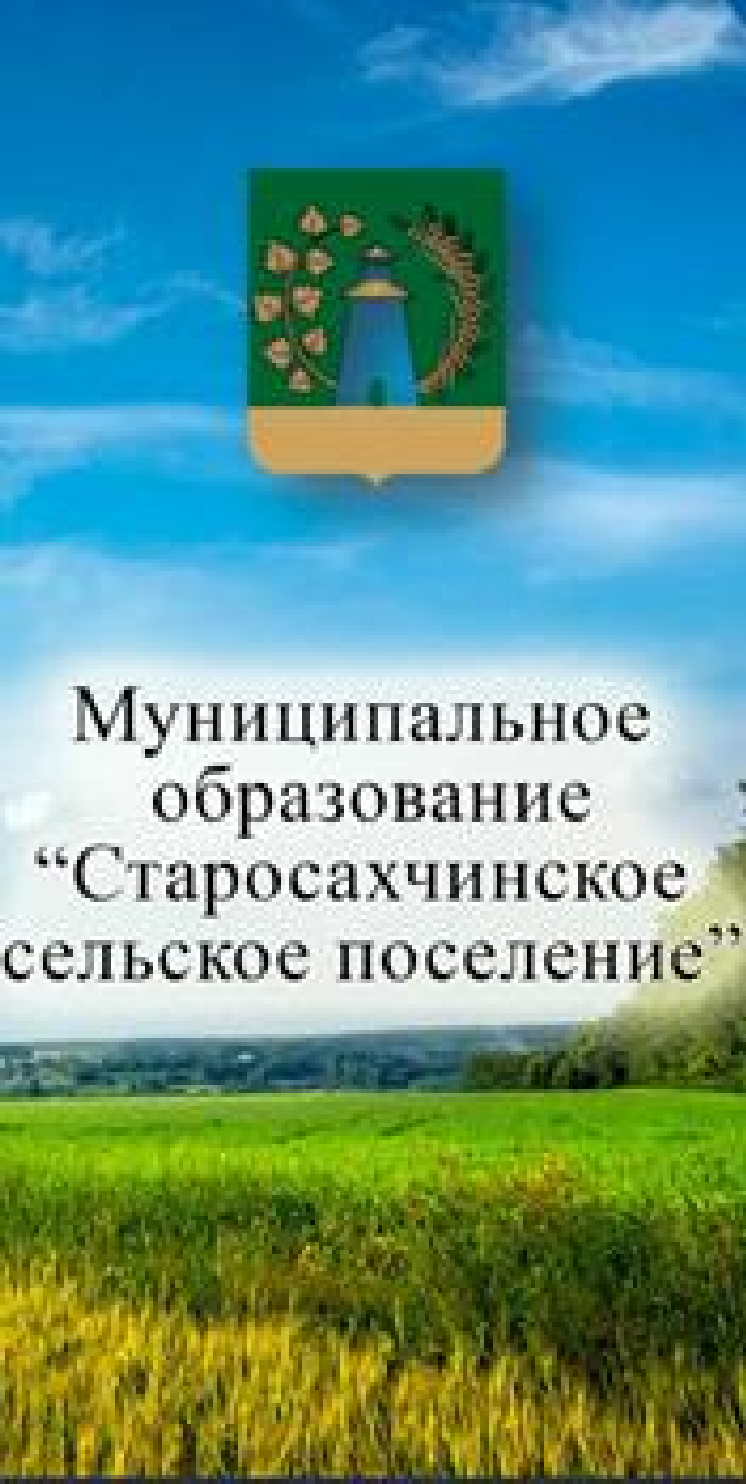 Муниципальное
образование
“Старосахчинское
сельское поселение”